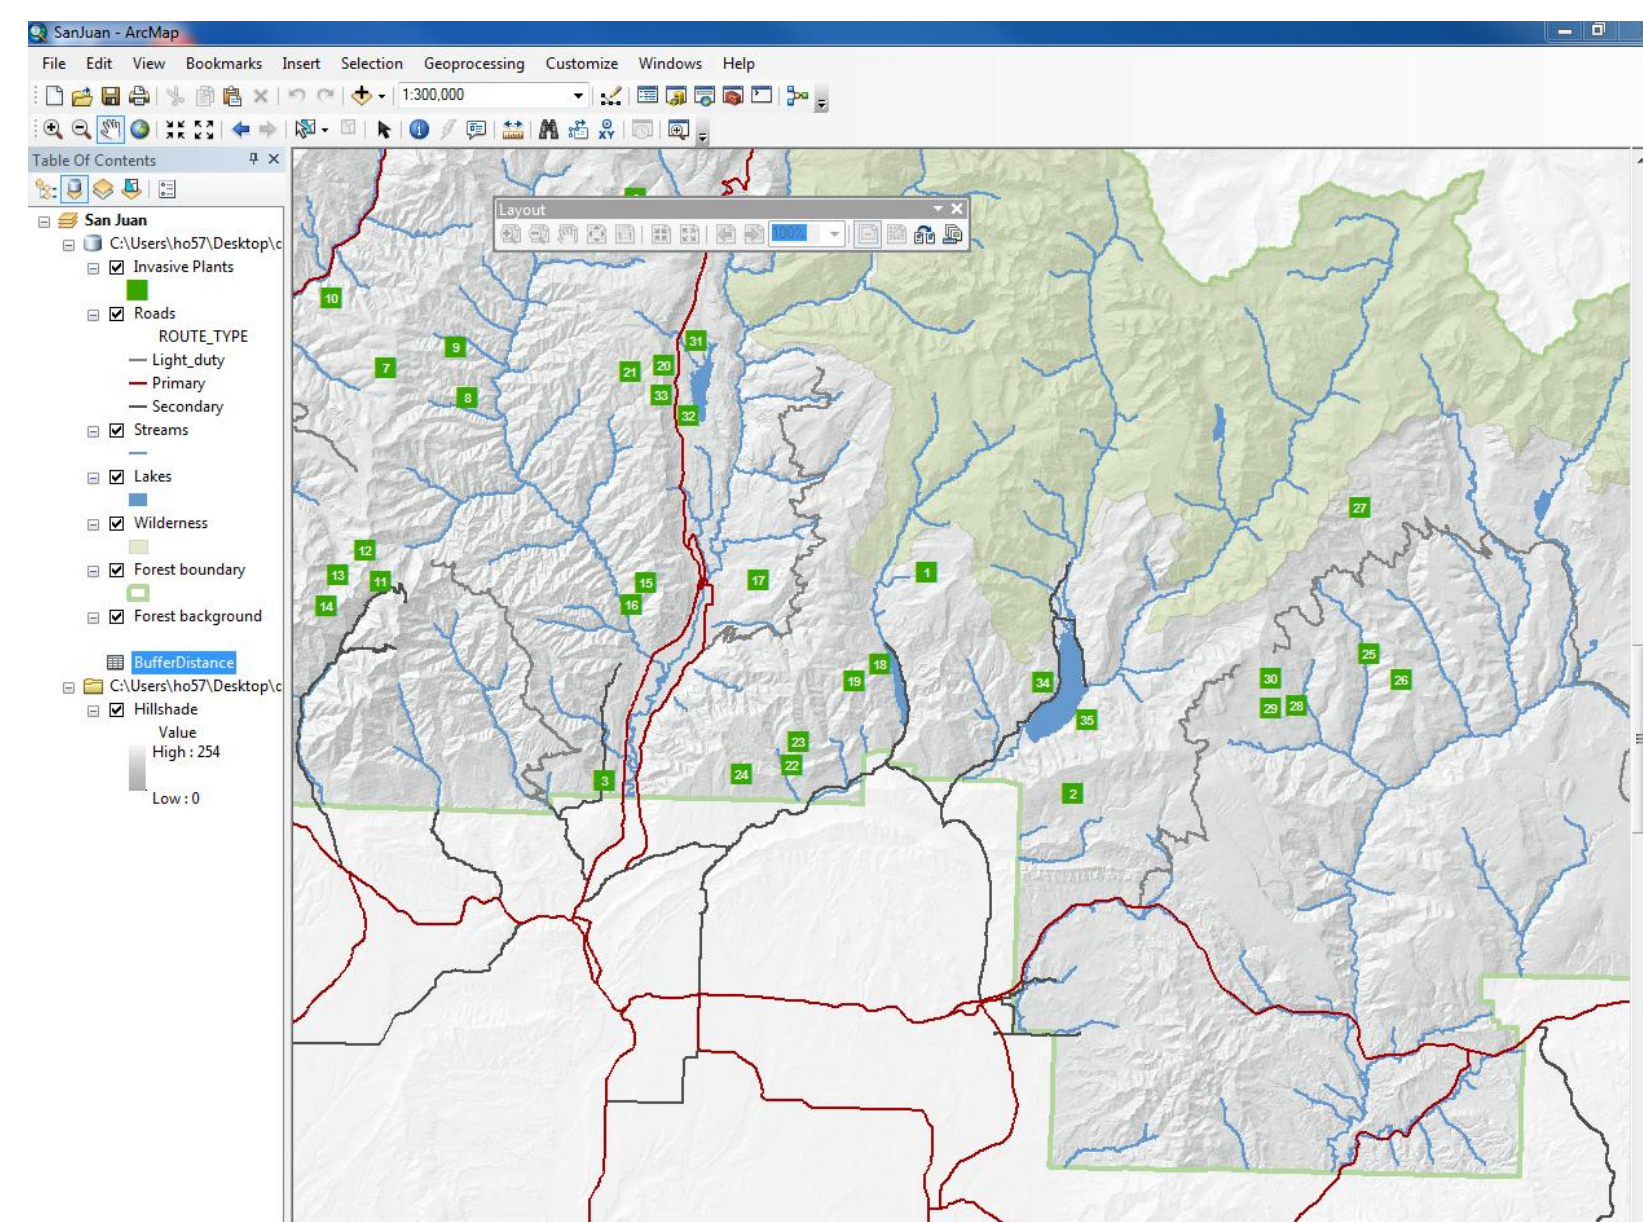 SanJuan - ArcMap
File Edit View Bookmarks Insert Selection Geoprocessing Customize Windows Help
1:300,000
XY
Table Of Contents
San Juan
C:\Users\ho57\Desktop\c
Invasive Plants
Roads
ROUTE_TYPE
Light_duty
Primary
Secondary
Streams
Lakes
Wilderness
Forest boundary
Forest background
BufferDistance
C:\Users\ho57\Desktop\c
Hillshade
Value
High : 254
Low : 0
Layout
100%
10
31
9
7
21
20
8
33
32
27
12
13
11
15
17
1
14
16
18
25
19
34
30
26
29
28
35
23
22
24
3
2